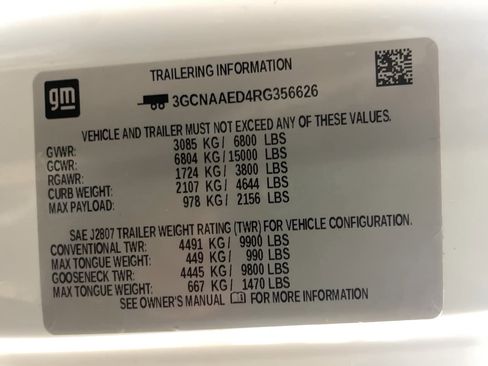 gm
TRAILERING INFORMATION
3GCNAAED4RG356626
VEHICLE AND TRAILER MUST NOT EXCEED ANY OF THESE VALUES.
GVWR: 3085 KG/ 6800 LBS
GCWR: 6804 KG/ 15000 LBS
RGAWR: 1724 KG/ 3800 LBS
CURB WEIGHT: 2107 KG/ 4644 LBS
MAX PAYLOAD: 978 KG/ 2156 LBS
SAE J2807 TRAILER WEIGHT RATING (TWR) FOR VEHICLE CONFIGURATION.
CONVENTIONAL TWR: 4491 KG/ 9900 LBS
MAX TONGUE WEIGHT: 449 KG/ 990 LBS
GOOSENECK TWR: 4445 KG/ 9800 LBS
MAX TONGUE WEIGHT: 667 KG/ 1470 LBS
SEE OWNER'S MANUAL FOR MORE INFORMATION